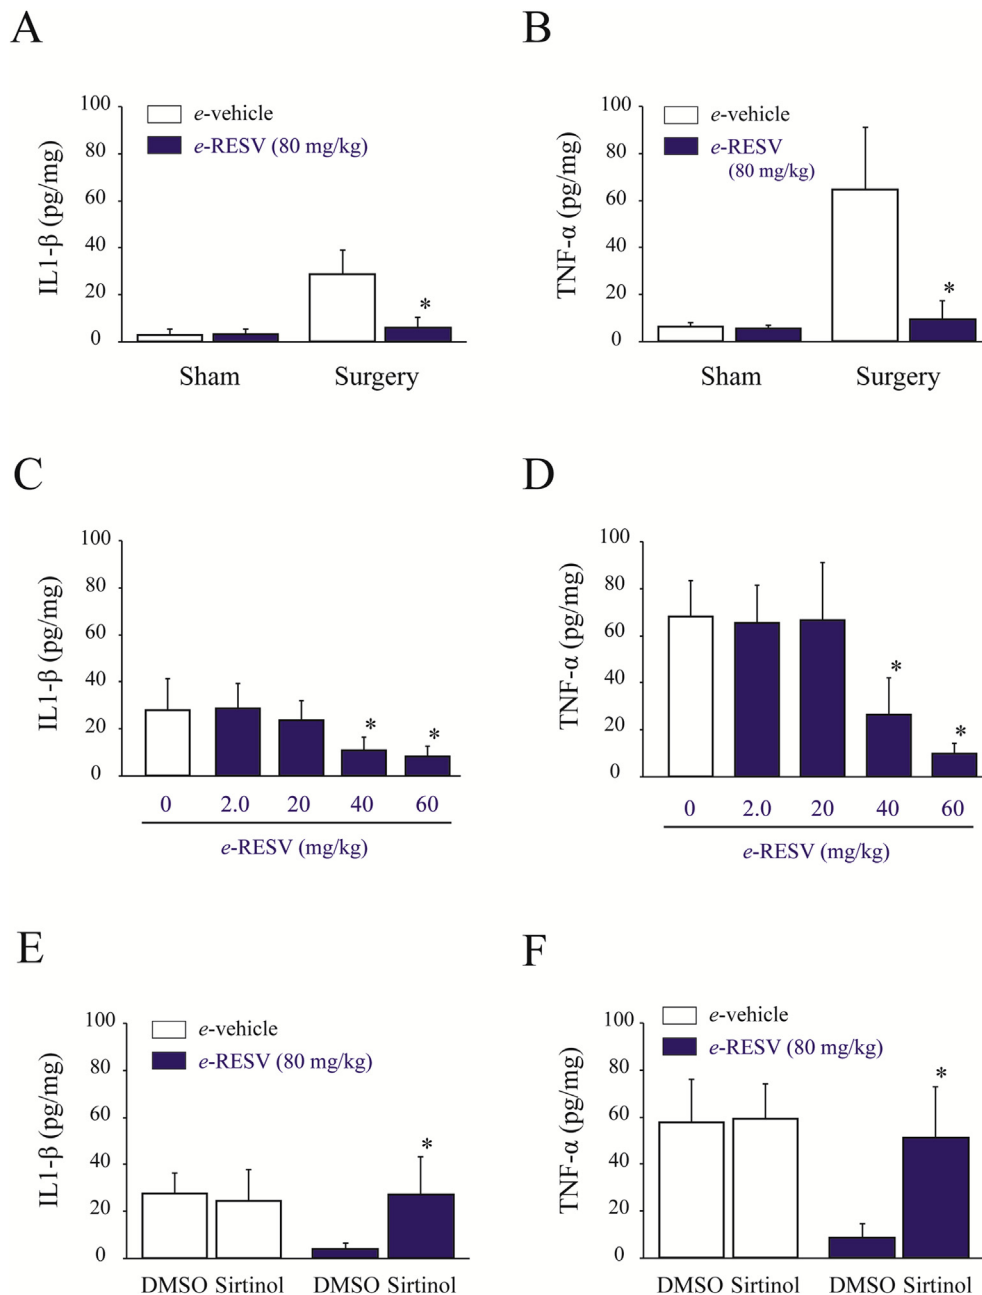 A
IL1-β (pg/mg)
100
80
60
40
20
0
e-vehicle
e-RESV (80 mg/kg)
*
Sham
Surgery
B
TNF-α (pg/mg)
100
80
60
40
20
0
e-vehicle
e-RESV
(80 mg/kg)
*
Sham
Surgery
C
IL1-β (pg/mg)
100
80
60
40
20
0
* *
0 2.0 20 40 60
e-RESV (mg/kg)
D
TNF-α (pg/mg)
100
80
60
40
20
0
*
*
0 2.0 20 40 60
e-RESV (mg/kg)
E
IL1-β (pg/mg)
100
80
60
40
20
0
e-vehicle
e-RESV (80 mg/kg)
*
DMSO Sirtinol DMSO Sirtinol
F
TNF-α (pg/mg)
100
80
60
40
20
0
e-vehicle
e-RESV (80 mg/kg)
*
DMSO Sirtinol DMSO Sirtinol